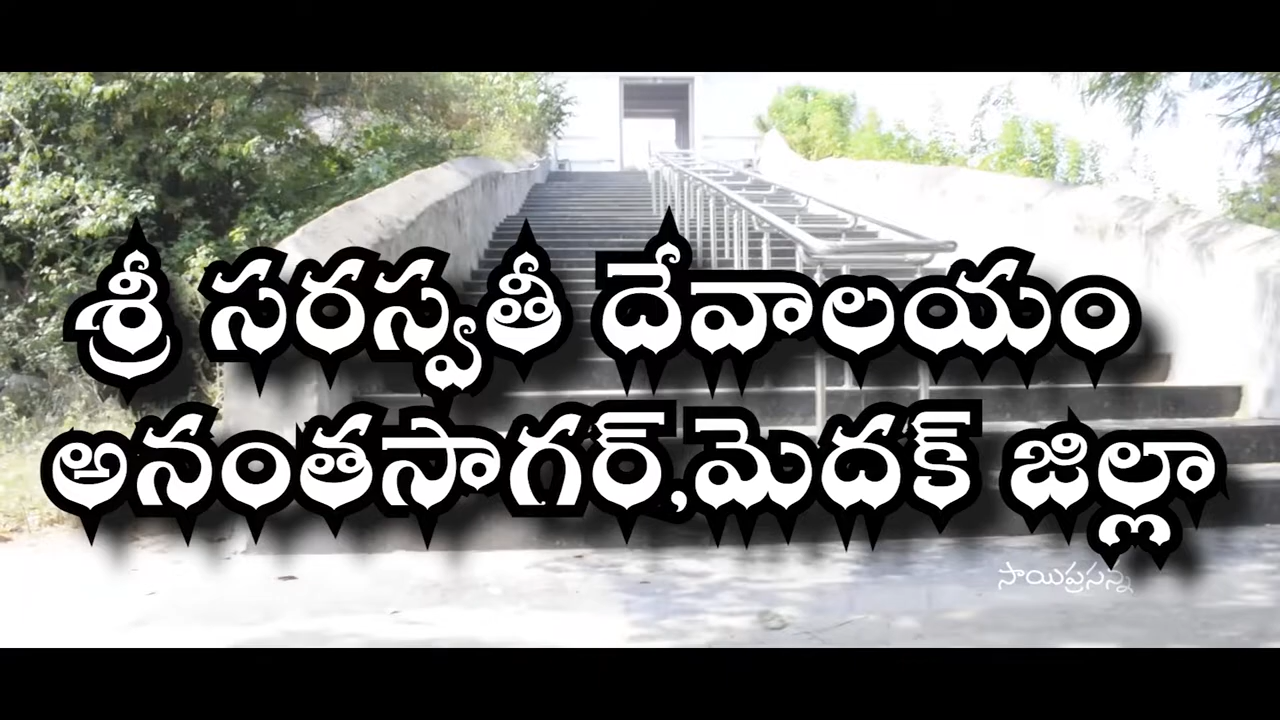 శ్రీ సరస్వతీ దేవాలయం
అనంతసాగర్,మెదక్ జిల్లా
సాయిప్రసన్న